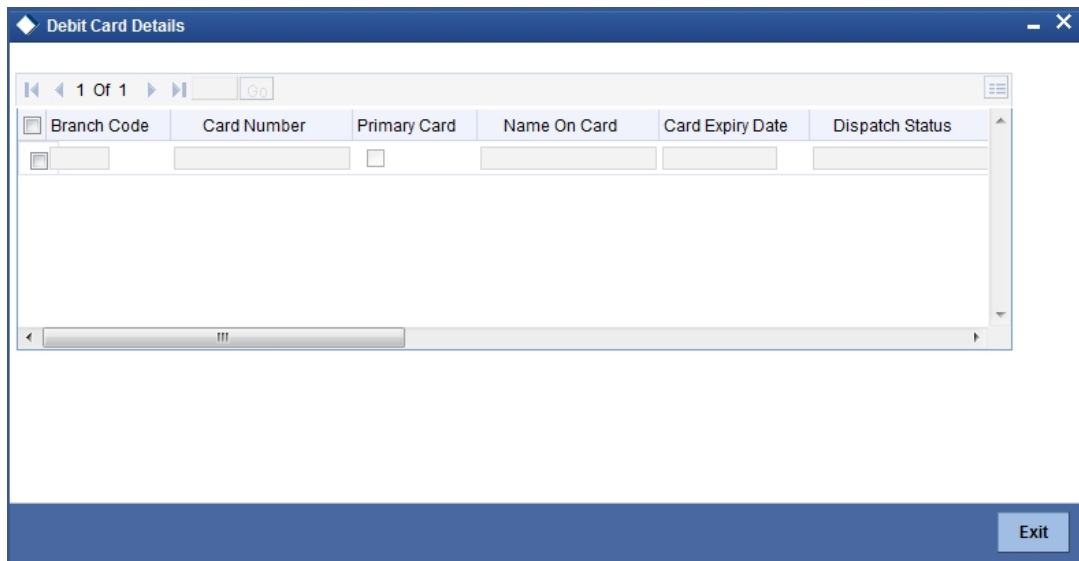 Debit Card Details
1 Of 1 Go
Branch Code Card Number Primary Card Name On Card Card Expiry Date Dispatch Status
Exit